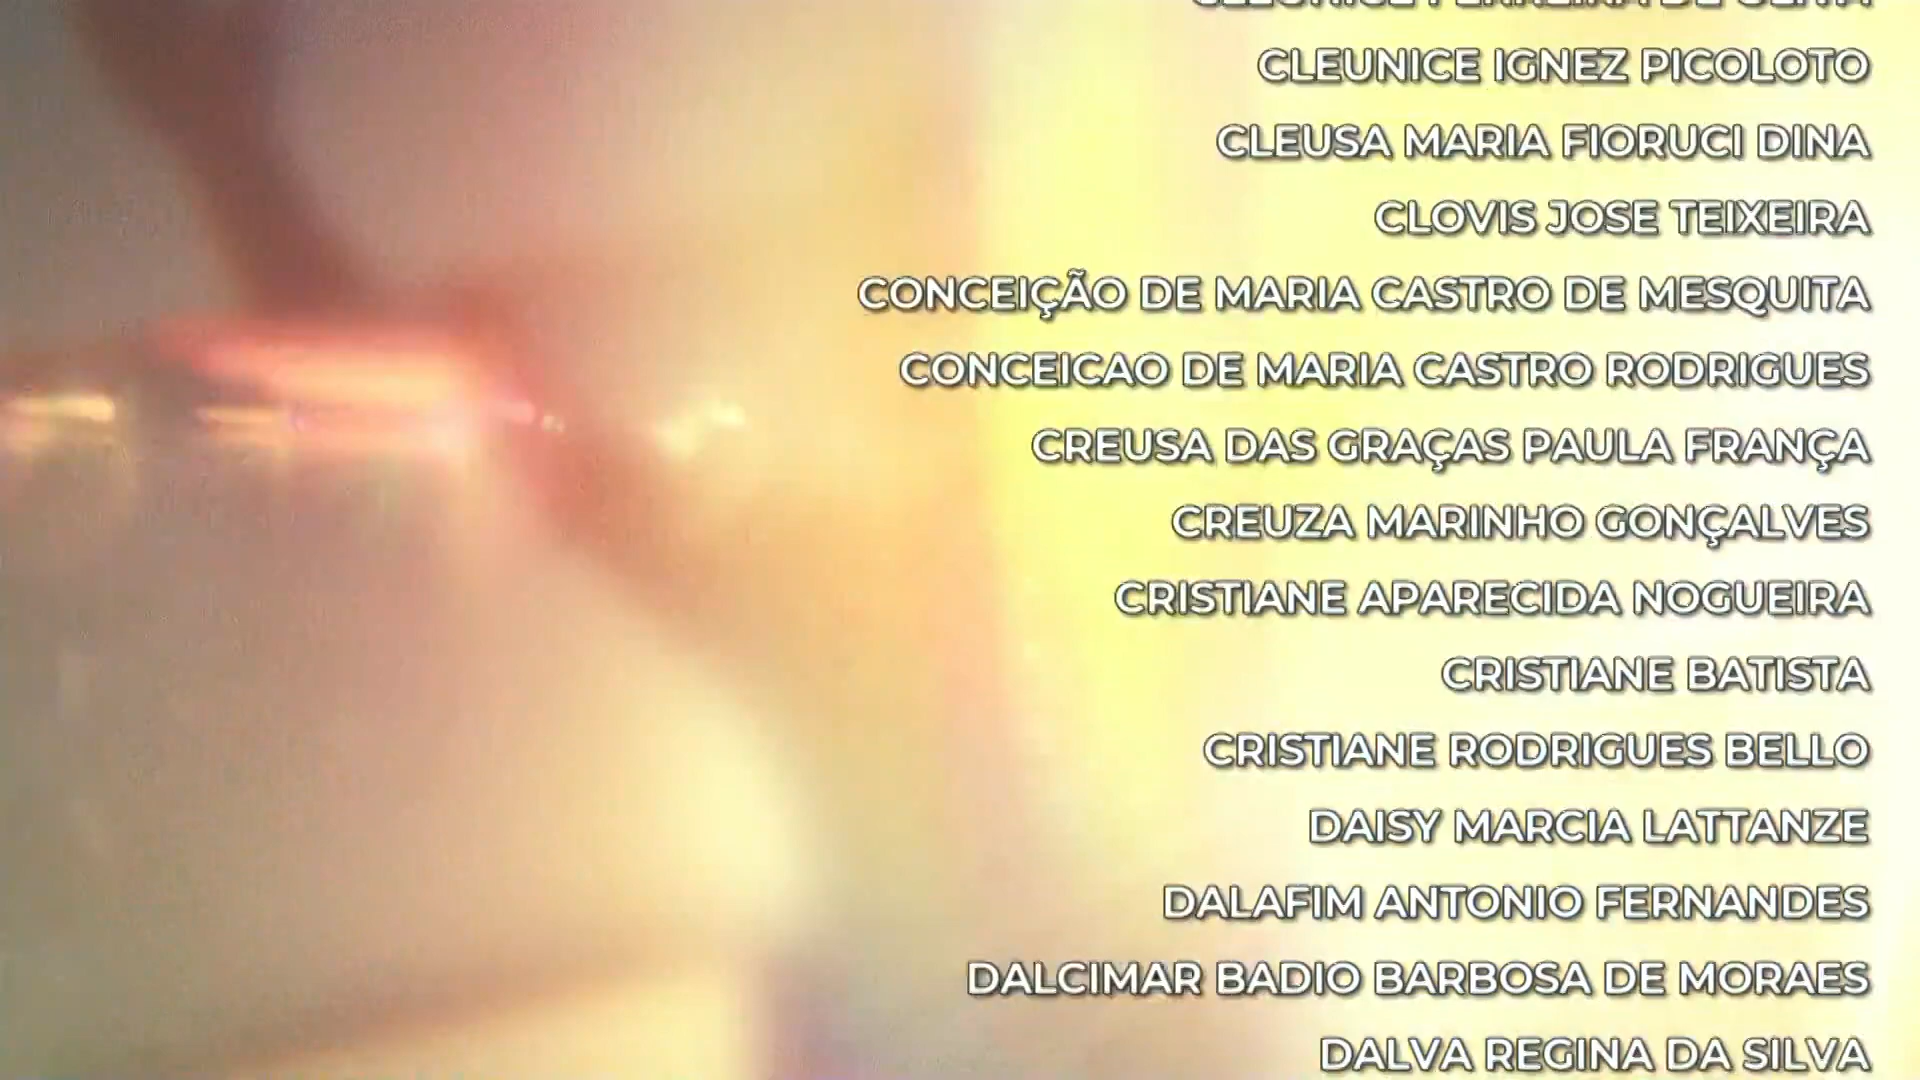 CLEUNICE IGNEZ PICOLOTO
CLEUSA MARIA FIORUCI DINA
CLOVIS JOSE TEIXEIRA
CONCEIÇÃO DE MARIA CASTRO DE MESQUITA
CONCEICAO DE MARIA CASTRO RODRIGUES
CREUSA DAS GRAÇAS PAULA FRANÇA
CREUZA MARINHO GONÇALVES
CRISTIANE APARECIDA NOGUEIRA
CRISTIANE BATISTA
CRISTIANE RODRIGUES BELLO
DAISY MARCIA LATTANZE
DALAFIM ANTONIO FERNANDES
DALCIMAR BADIO BARBOSA DE MORAES
DALVA REGINA DA SILVA